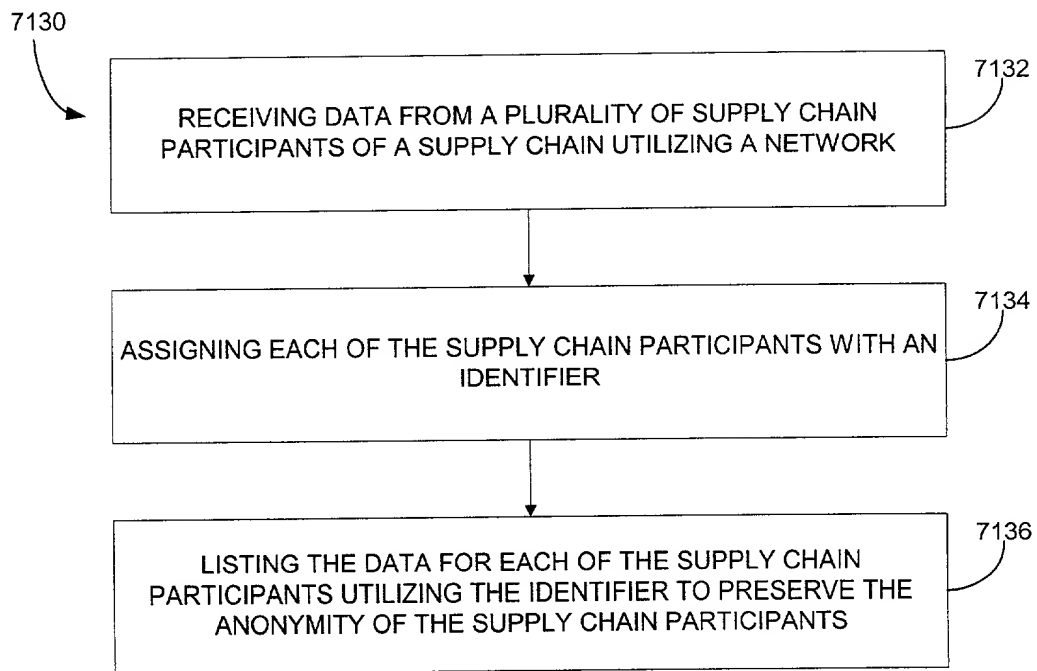 7130
7132
RECEIVING DATA FROM A PLURALITY OF SUPPLY CHAIN
PARTICIPANTS OF A SUPPLY CHAIN UTILIZING A NETWORK
7134
ASSIGNING EACH OF THE SUPPLY CHAIN PARTICIPANTS WITH AN
IDENTIFIER
7136
LISTING THE DATA FOR EACH OF THE SUPPLY CHAIN
PARTICIPANTS UTILIZING THE IDENTIFIER TO PRESERVE THE
ANONYMITY OF THE SUPPLY CHAIN PARTICIPANTS